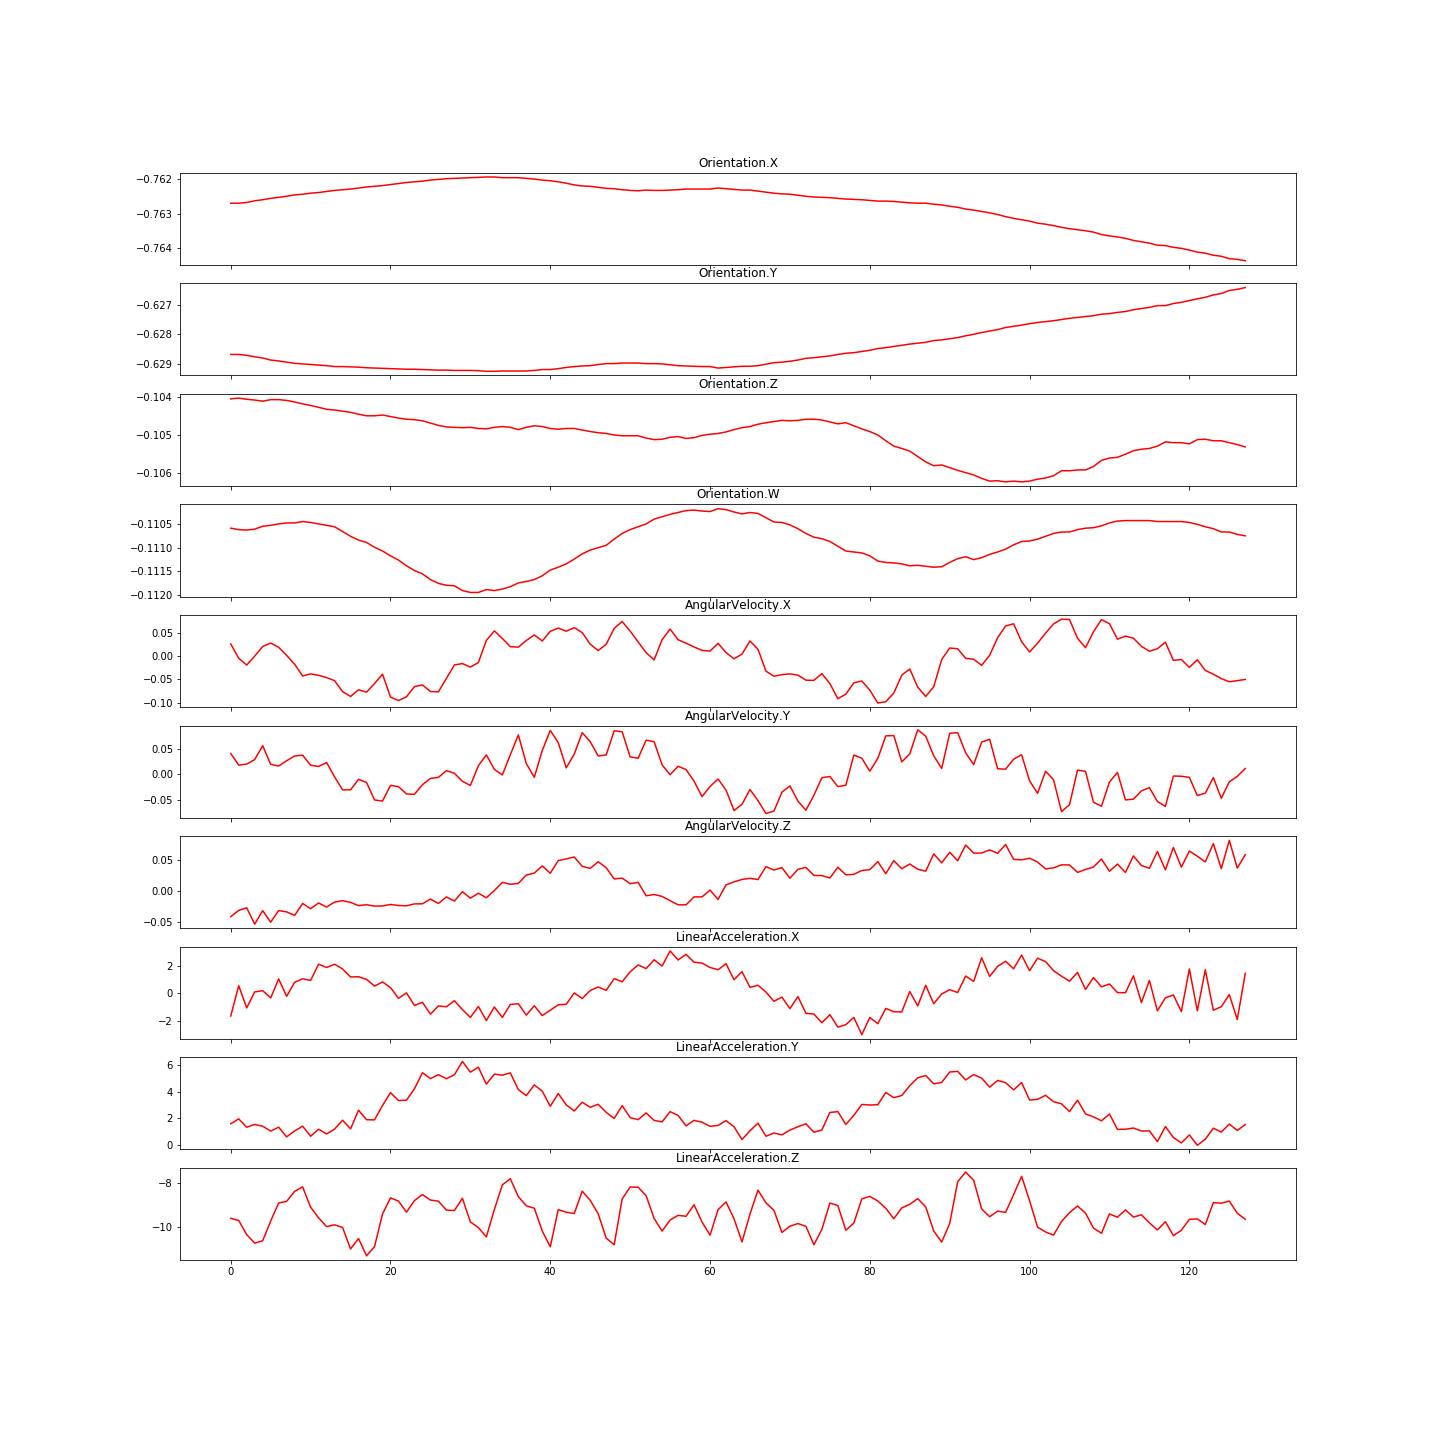 Orientation.X
−0.762
−0.763
−0.764
Orientation.Y
−0.627
−0.628
−0.629
Orientation.Z
−0.104
−0.105
−0.106
Orientation.W
−0.1105
−0.1110
−0.1115
−0.1120
AngularVelocity.X
0.05
0.00
−0.05
−0.10
AngularVelocity.Y
0.05
0.00
−0.05
AngularVelocity.Z
0.05
0.00
−0.05
LinearAcceleration.X
2
0
−2
LinearAcceleration.Y
6
4
2
0
LinearAcceleration.Z
−8
−10
0 20 40 60 80 100 120